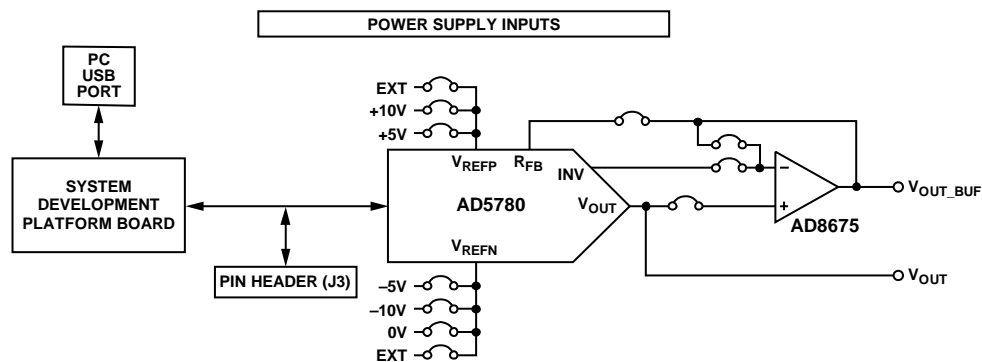 POWER SUPPLY INPUTS
PC
USB
PORT
EXT
+10V
+5V
SYSTEM
DEVELOPMENT
PLATFORM BOARD
VREFP
RFB
INV
AD5780
VOUT
VREFN
−
+
AD8675
VOUT_BUF
VOUT
PIN HEADER (J3)
−5V
−10V
0V
EXT